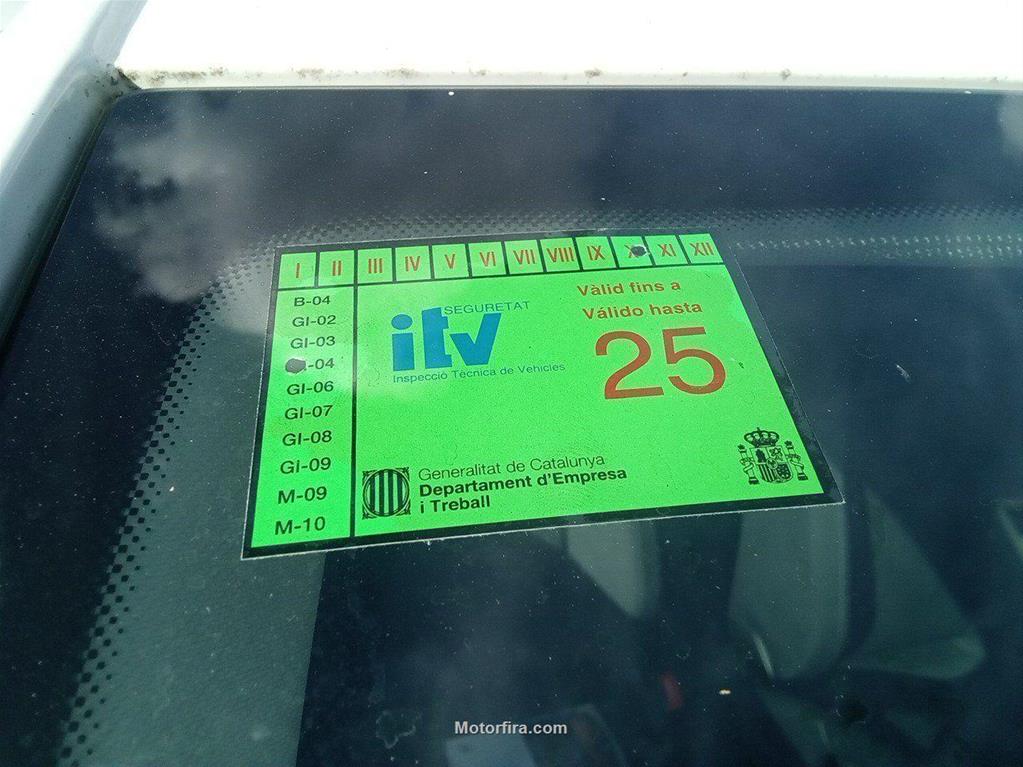 I II III IV V VI VII VIII IX X XI XII
B-04
GI-02
GI-03
-04
GI-06
GI-07
GI-08
GI-09
M-09
M-10
SEGURETAT
itv
Inspecció Tècnica de Vehicles
Vàlid fins a
Válido hasta
25
Generalitat de Catalunya
Departament d'Empresa
i Treball
Motorfira.com